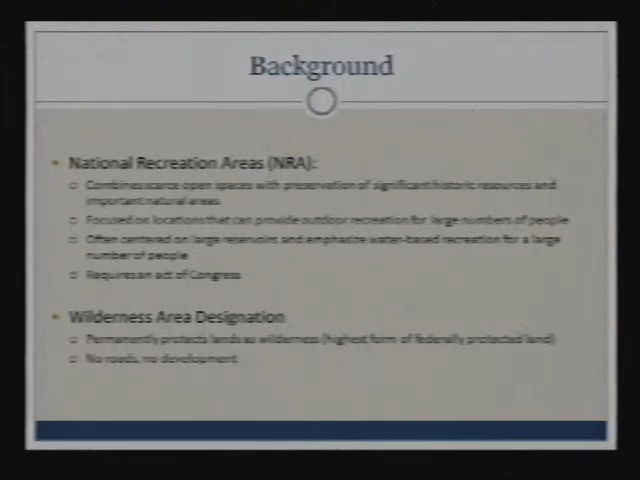 Background
National Recreation Areas (NRA):
Combines scarce open spaces with preservation of significant historic resources and
important natural areas
Focused on locations that can provide outdoor recreation for large numbers of people
Often centered on large reservoirs and emphasize water-based recreation for a large
number of people
Requires an act of Congress
Wilderness Area Designation
Permanently protects lands as wilderness (highest form of federally protected land)
No roads, no development